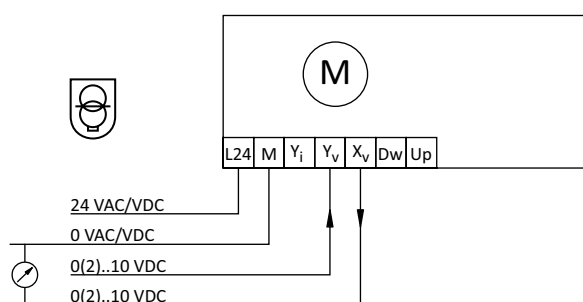 M
L24 M Yi Yv Xv Dw Up
24 VAC/VDC
0 VAC/VDC
0(2)..10 VDC
0(2)..10 VDC